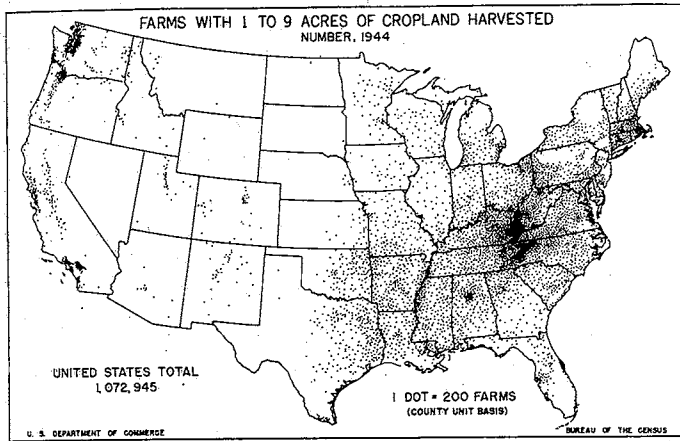 FARMS WITH 1 TO 9 ACRES OF CROPLAND HARVESTED
NUMBER, 1944
UNITED STATES TOTAL
1,072,945
1 DOT = 200 FARMS
(COUNTY UNIT BASIS)
U. S. DEPARTMENT OF COMMERCE
BUREAU OF THE CENSUS